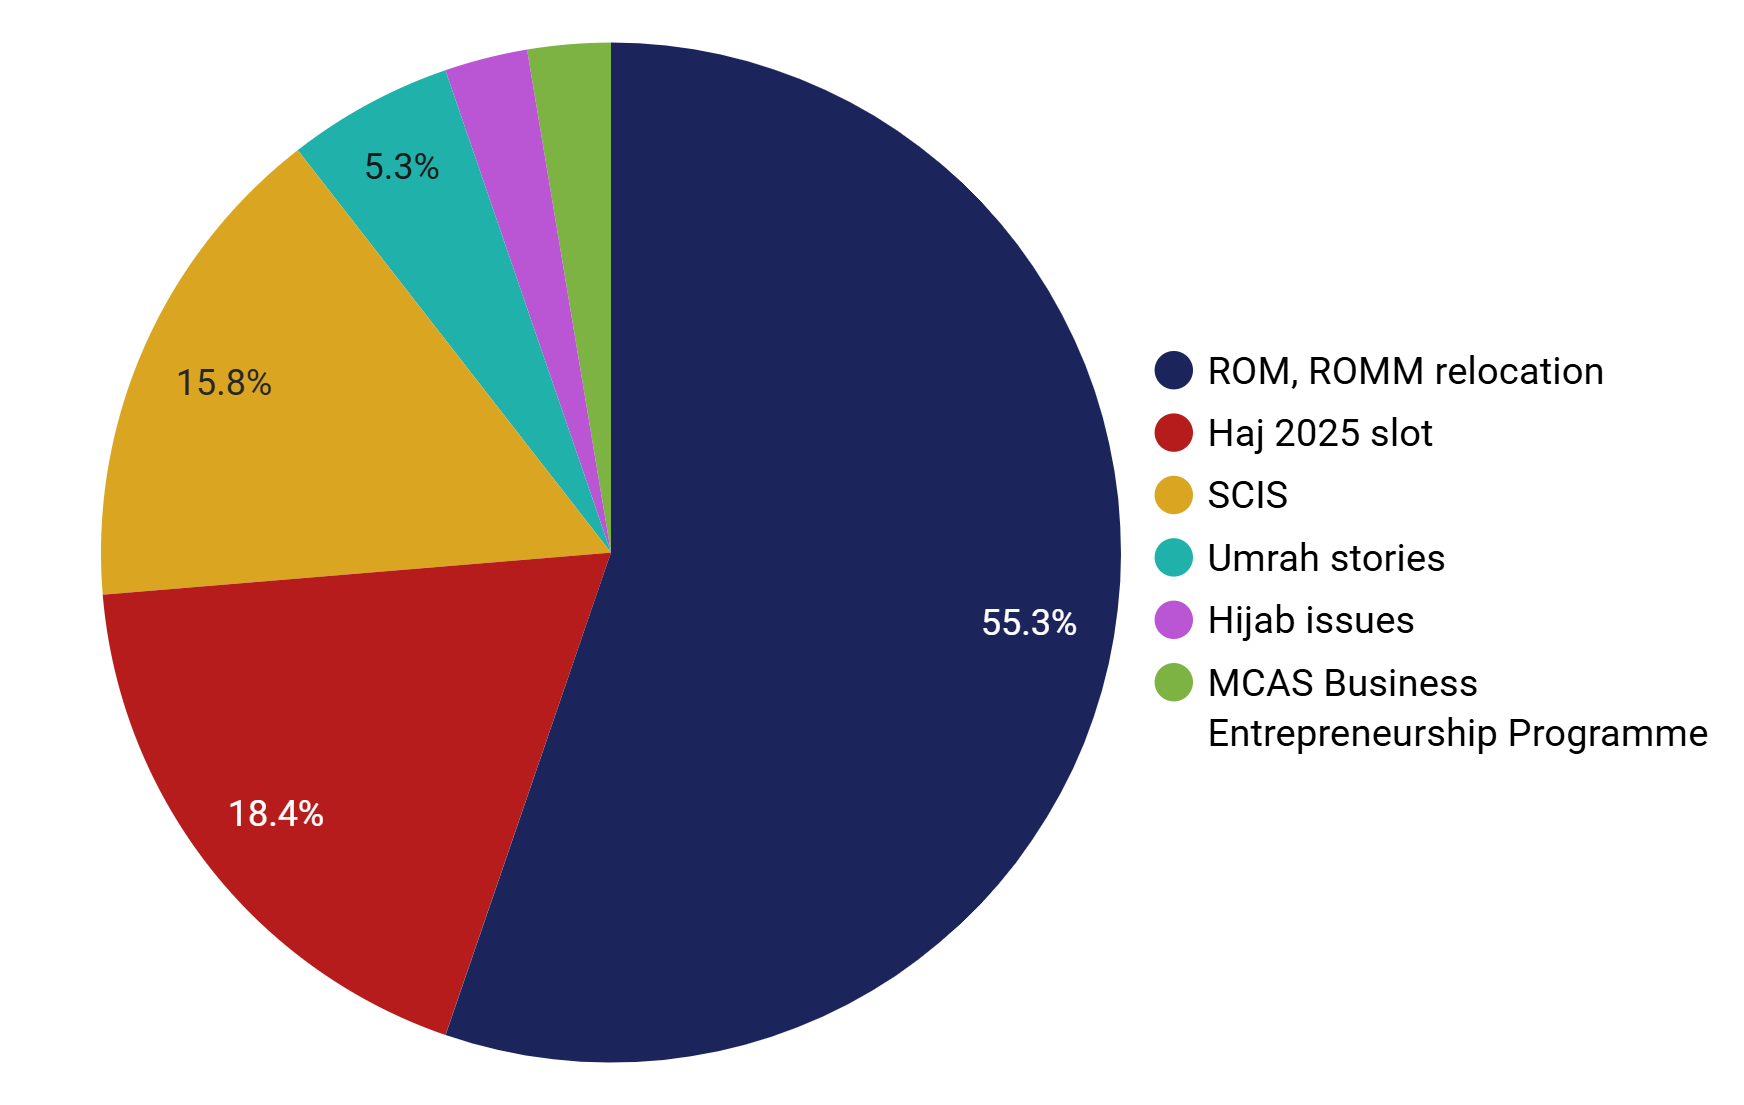 5.3%
15.8%
55.3%
18.4%
ROM, ROMM relocation
Haj 2025 slot
SCIS
Umrah stories
Hijab issues
MCAS Business
Entrepreneurship Programme